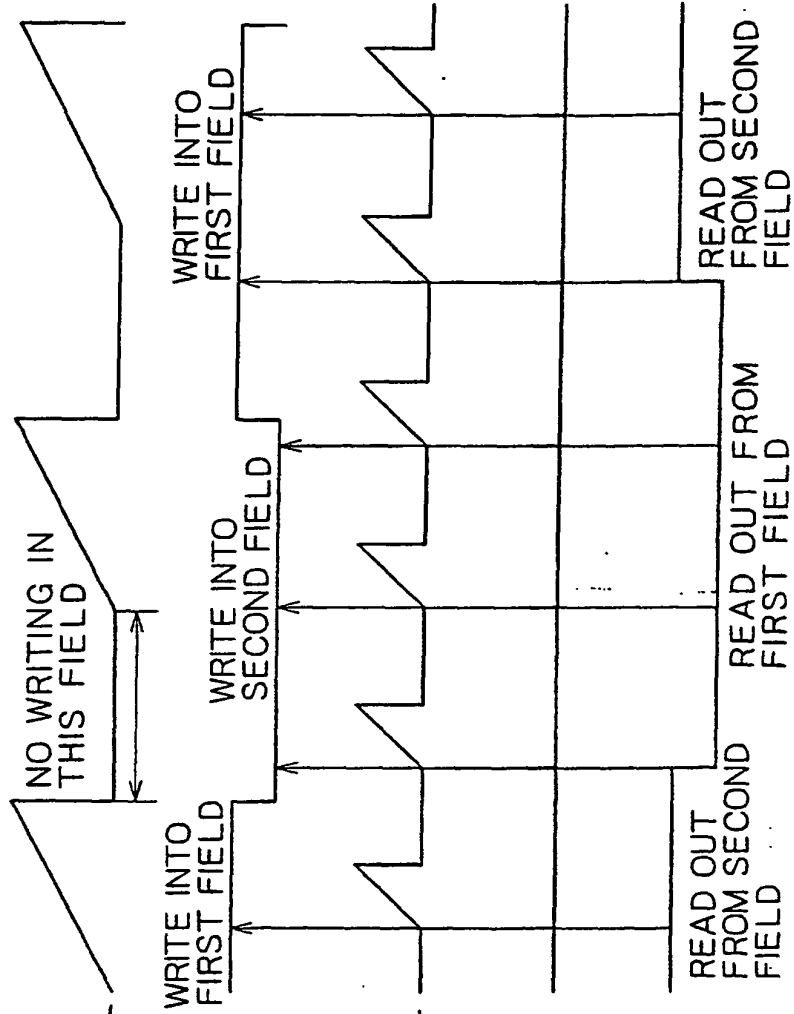 NO WRITING IN
THIS FIELD
WRITE INTO
FIRST FIELD
WRITE INTO
SECOND FIELD
WRITE INTO
FIRST FIELD
READ OUT
FROM SECOND
FIELD
READ OUT FROM
FIRST FIELD
READ OUT
FROM SECOND
FIELD